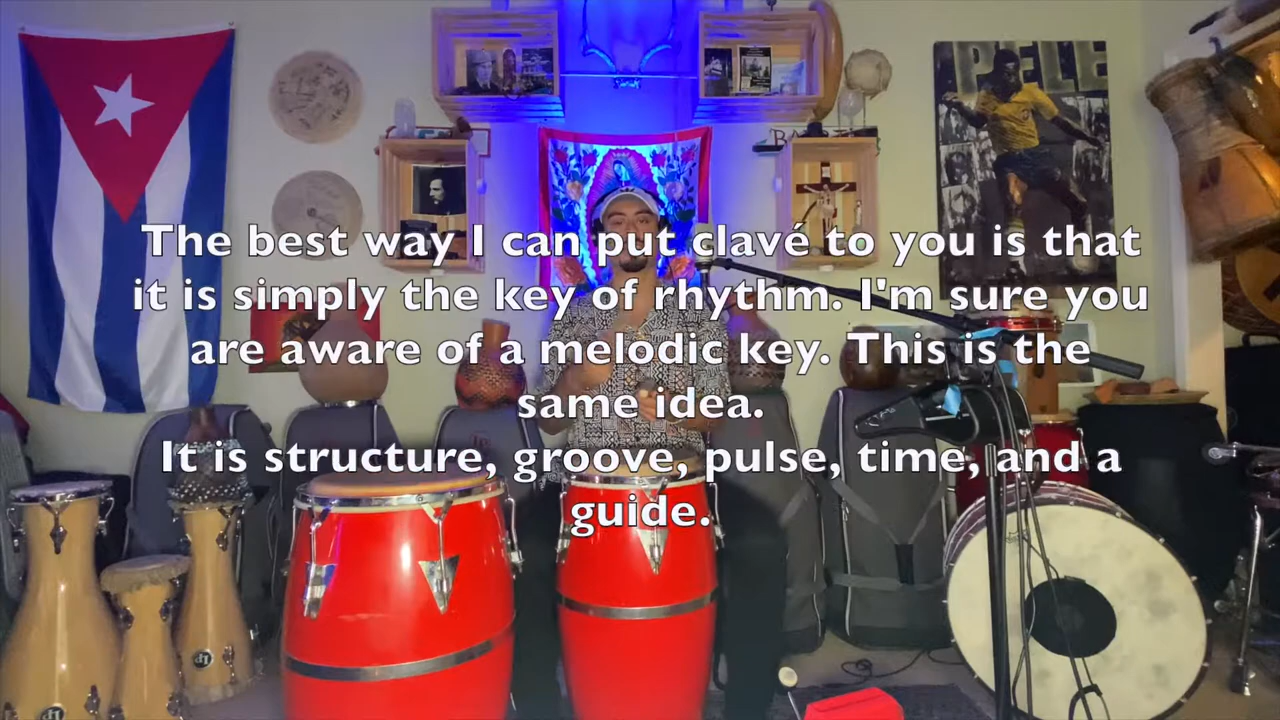 PELE
The best way I can put clavé to you is that
it is simply the key of rhythm. I'm sure you
are aware of a melodic key. This is the
same idea.
It is structure, groove, pulse, time, and a
guide.